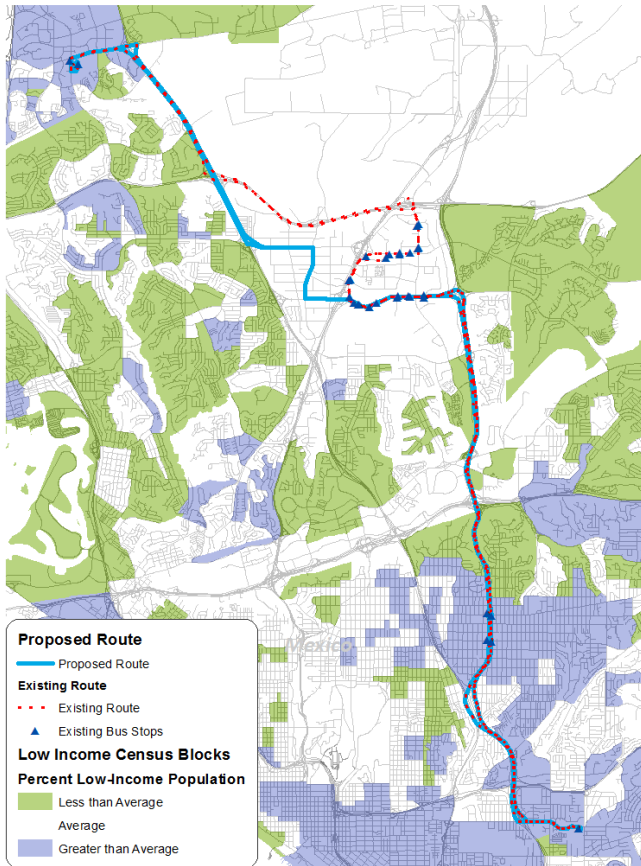 Mexico
Proposed Route
Proposed Route
Existing Route
Existing Route
Existing Bus Stops
Low Income Census Blocks
Percent Low-Income Population
Less than Average
Average
Greater than Average